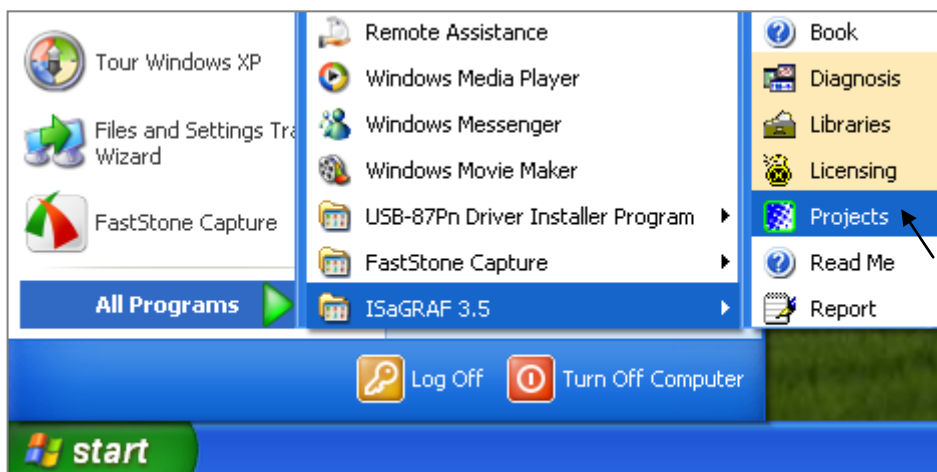 Tour Windows XP
Files and Settings Tra
Wizard
FastStone Capture
All Programs
Remote Assistance
Windows Media Player
Windows Messenger
Windows Movie Maker
USB-87Pn Driver Installer Program
FastStone Capture
ISaGRAF 3.5
Book
Diagnosis
Libraries
Licensing
Projects
Read Me
Report
Log Off
Turn Off Computer
start